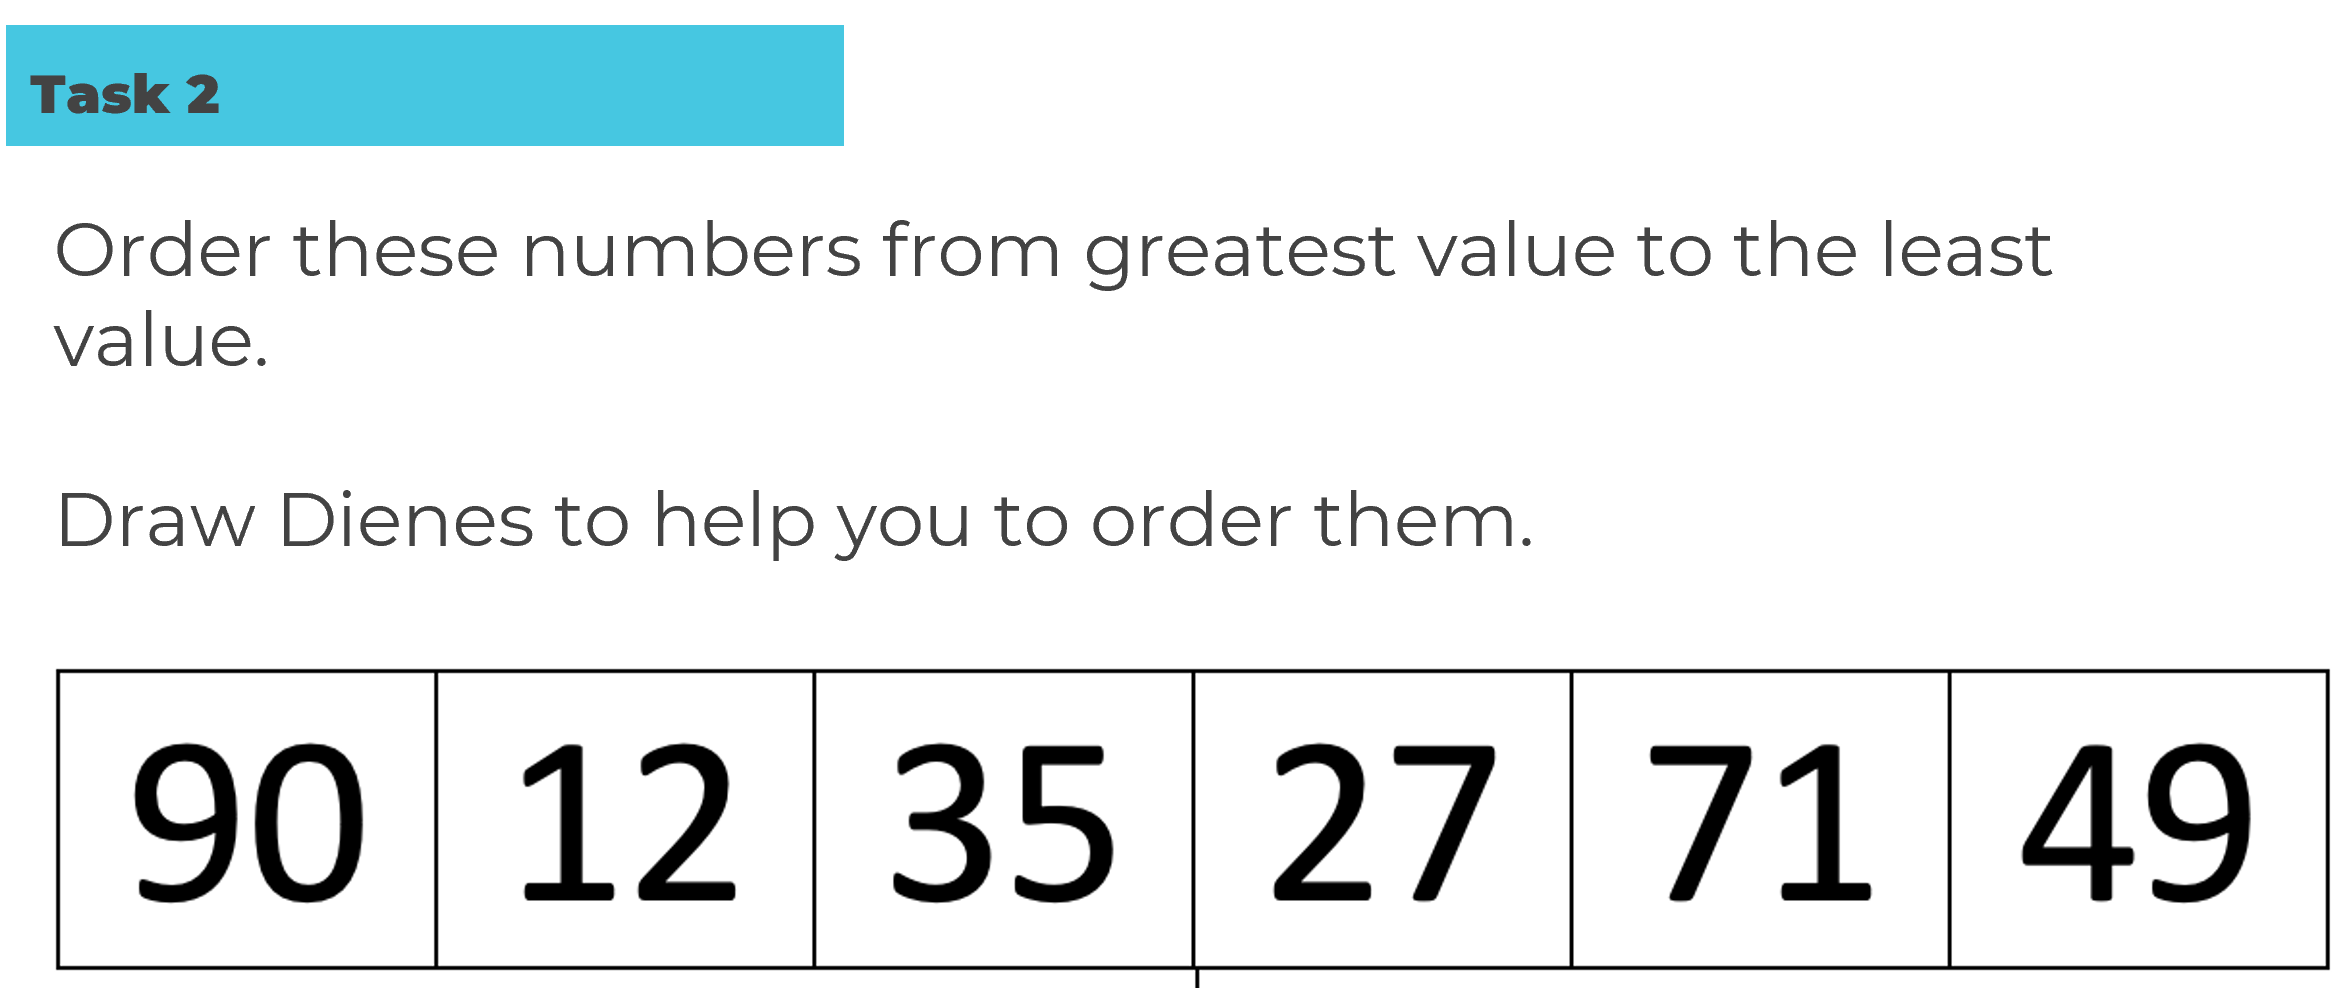 Task 2
Order these numbers from greatest value to the least
value.
Draw Dienes to help you to order them.
90 12 35 27 71 49